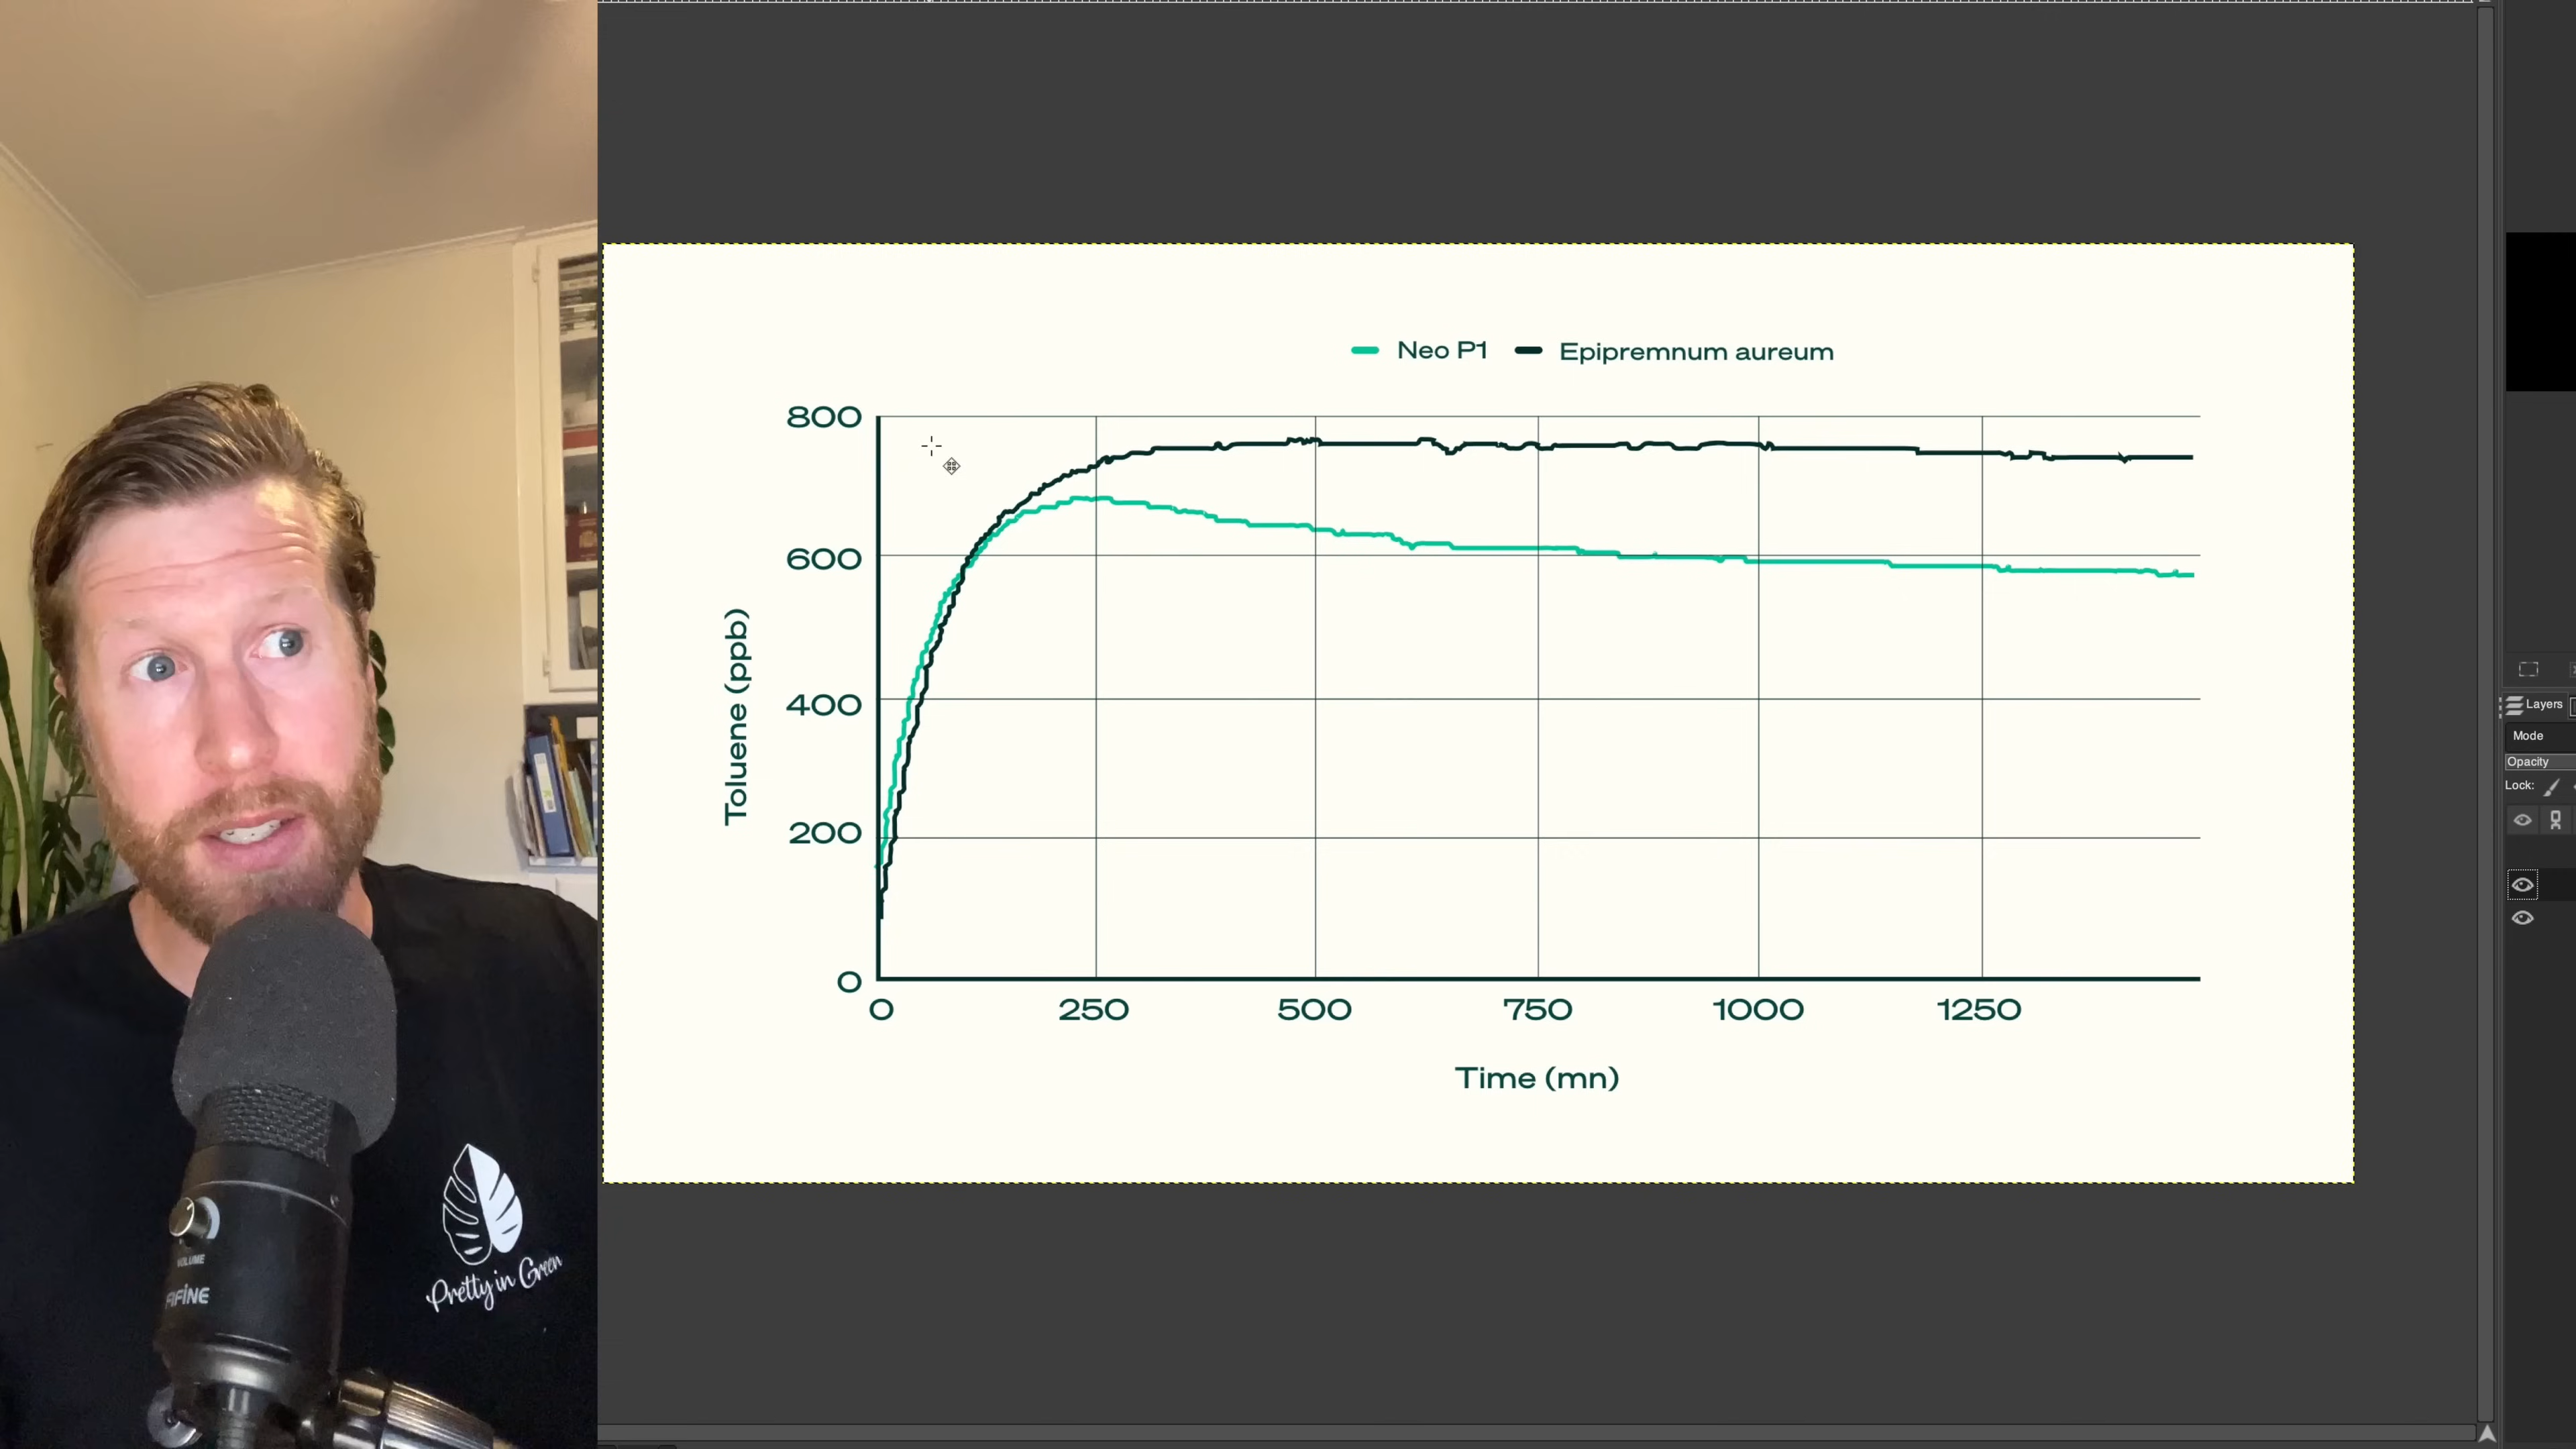 Neo P1 Epipremnum aureum
800
600
400
200
0
Toluene (ppb)
0 250 500 750 1000 1250
Time (mn)
VOLUME
FIFINE
Pretty in Green
Layers
Mode
Opacity
Lock: